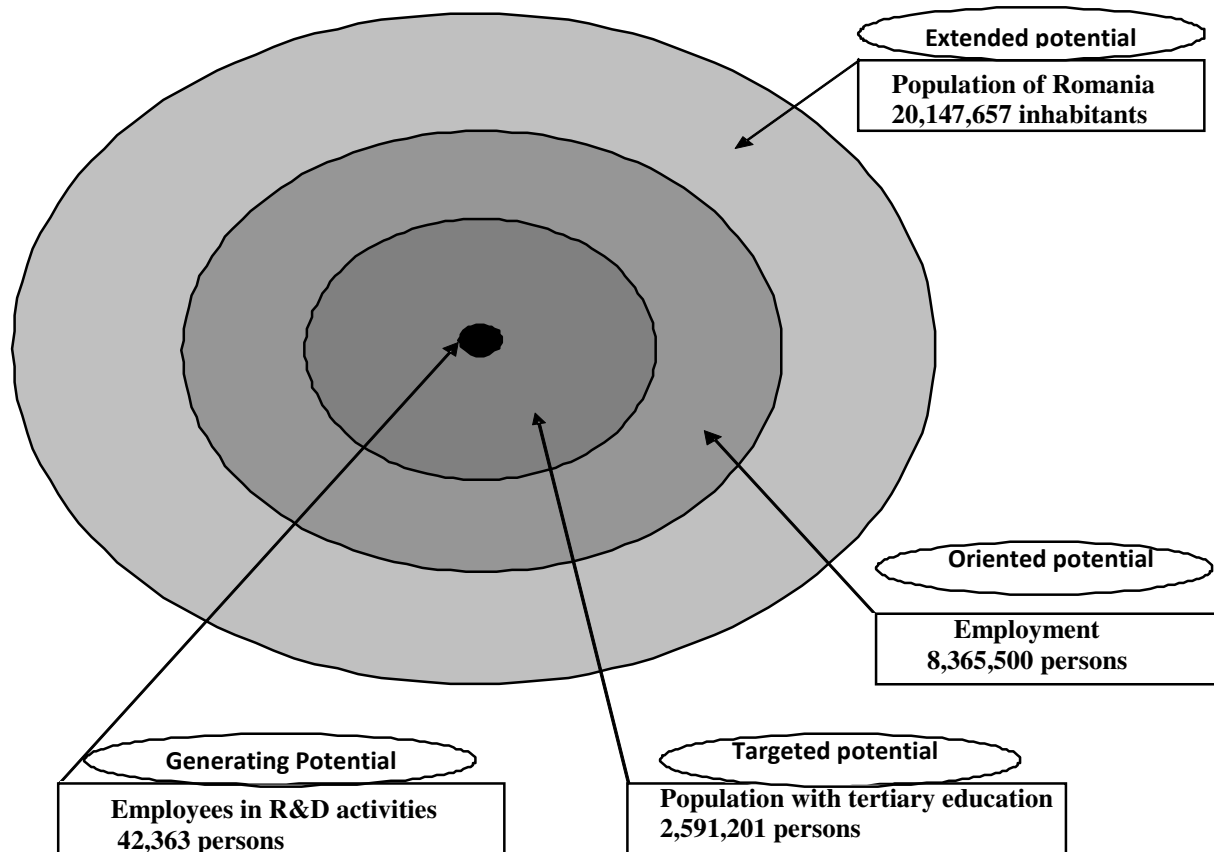 Extended potential
Population of Romania
20,147,657 inhabitants
Oriented potential
Employment
8,365,500 persons
Generating Potential
Employees in R&D activities
42,363 persons
Targeted potential
Population with tertiary education
2,591,201 persons